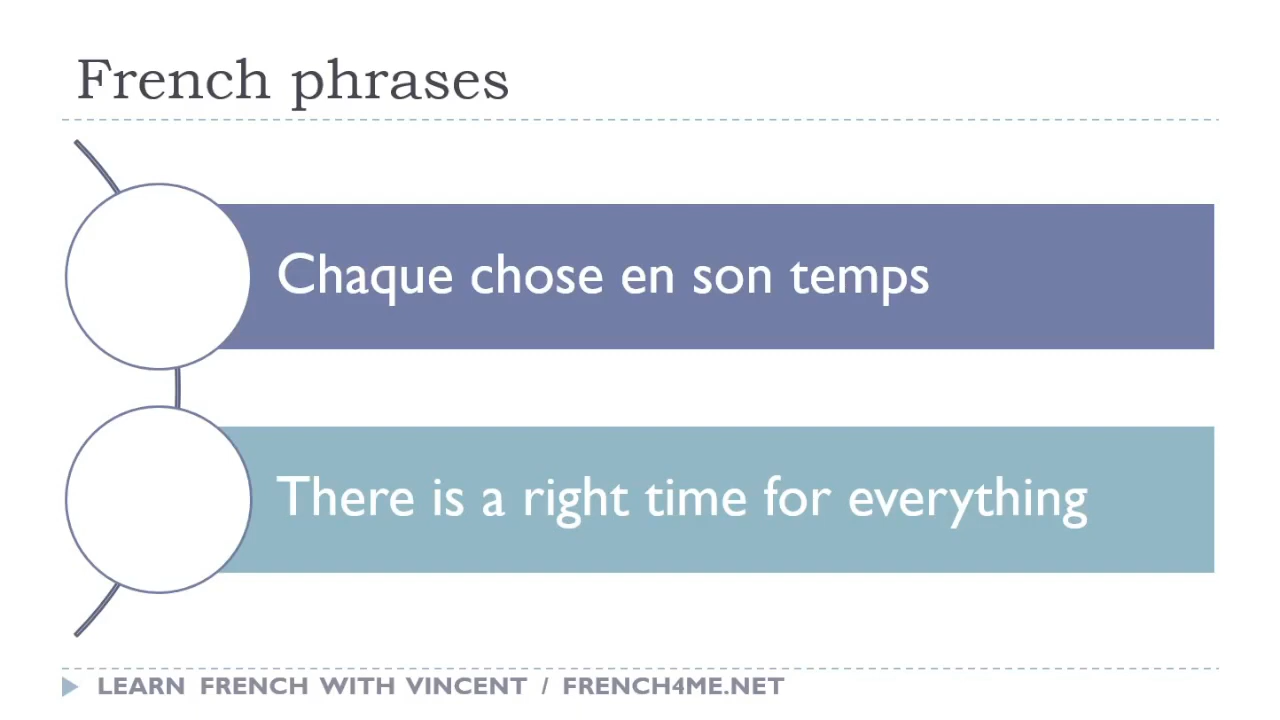 French phrases
Chaque chose en son temps
There is a right time for everything
LEARN FRENCH WITH VINCENT / FRENCH4ME.NET